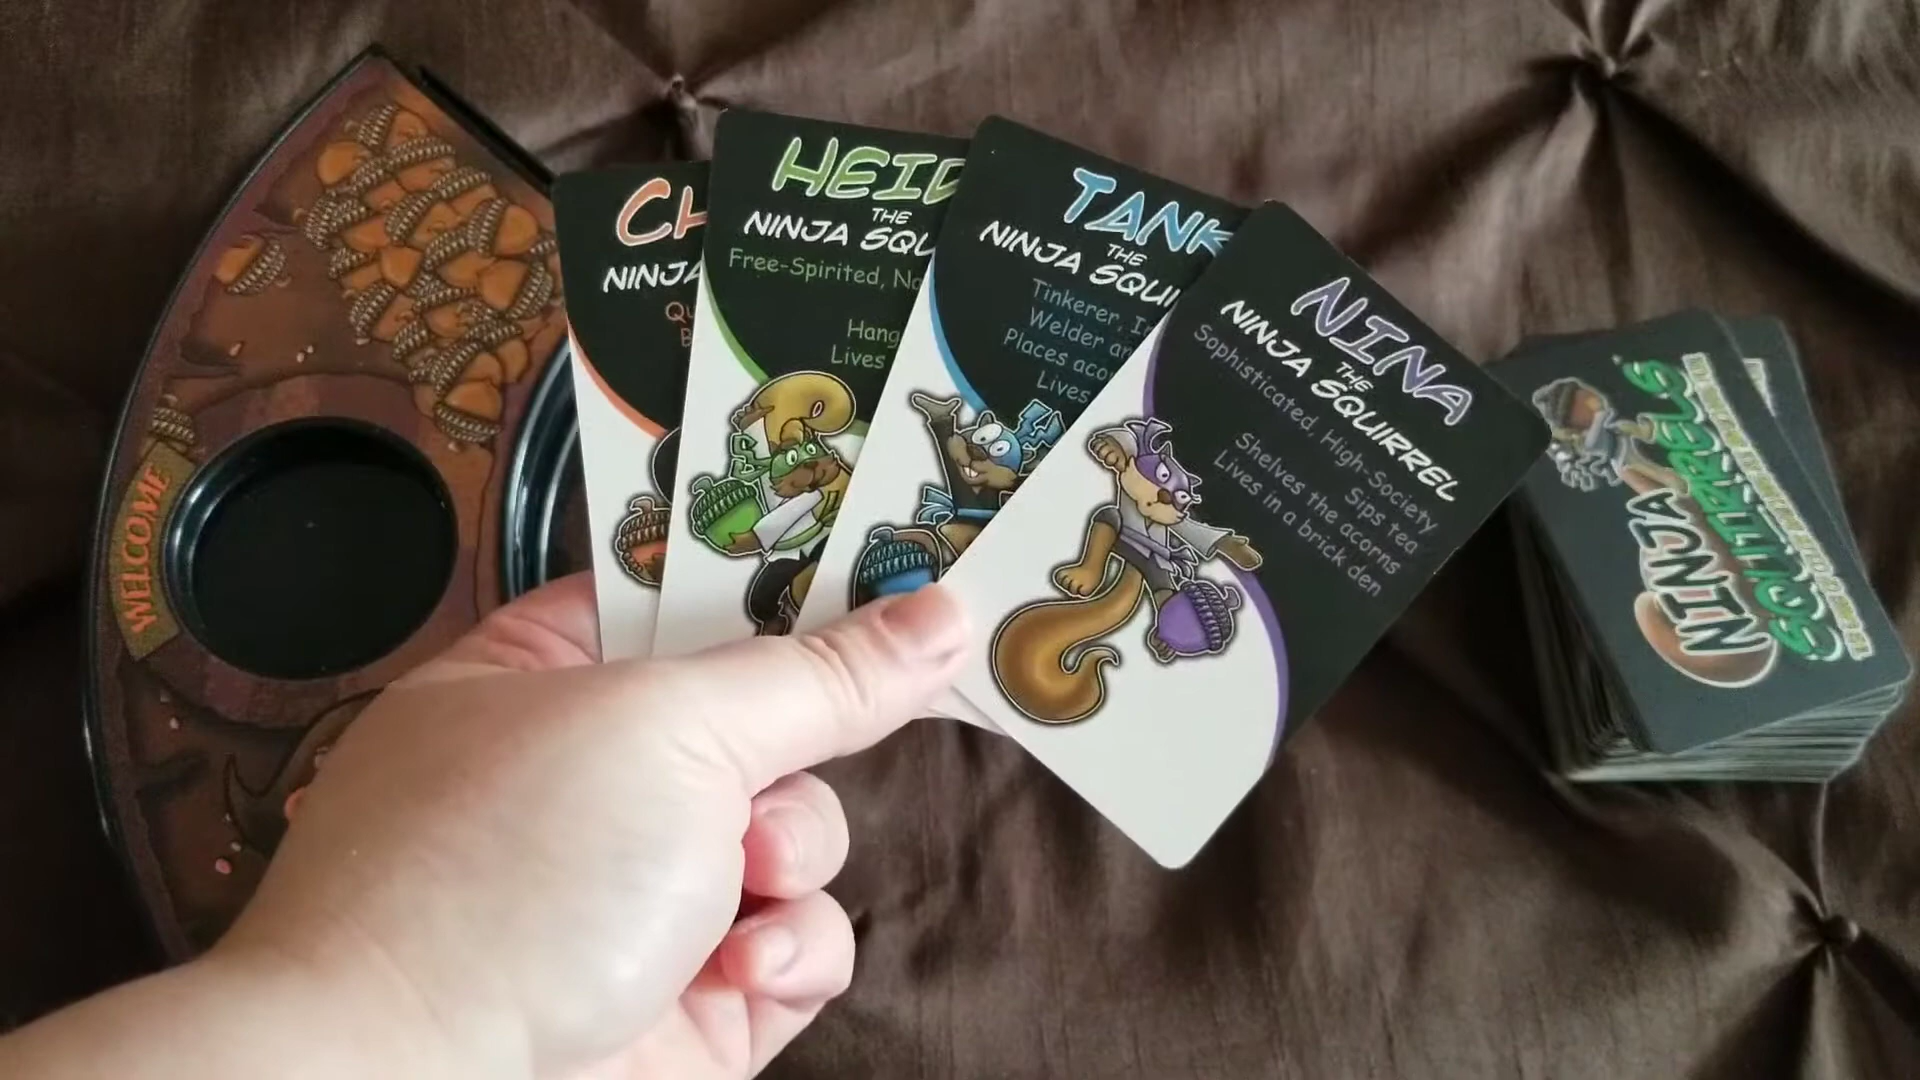 WELCOME
CH
NINJA
HEID
THE
NINJA SQU
Free-Spirited, Na
Hang
Lives
TANK
THE
NINJA SQUI
Tinkerer, In
Welder an
Places aco
Lives
NINA
THE
NINJA SQUIRREL
Sophisticated, High-Society
Sips tea
Shelves the acorns
Lives in a brick den
NINJA
SQUIRRELS